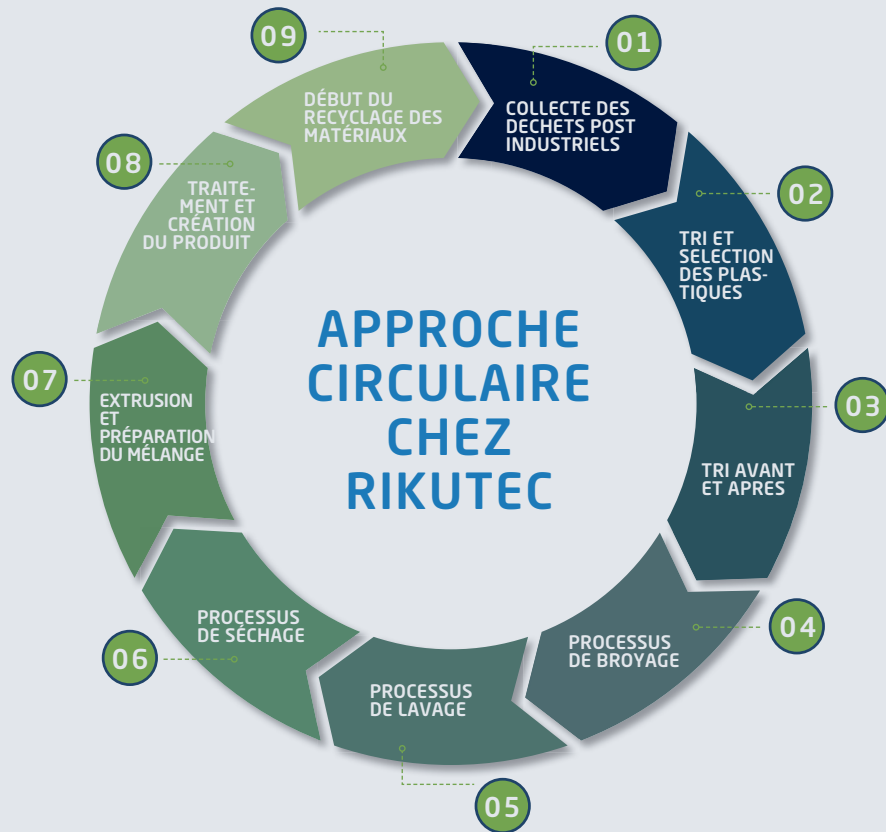 APPROCHE
CIRCULAIRE
CHEZ
RIKUTEC
01
COLLECTE DES
DECHETS POST
INDUSTRIELS
02
TRI ET
SELECTION
DES PLAS-
TIQUES
03
TRI AVANT
ET APRES
04
PROCESSUS
DE BROYAGE
05
PROCESSUS
DE LAVAGE
06
PROCESSUS
DE SÉCHAGE
07
EXTRUSION
ET
PRÉPARATION
DU MÉLANGE
08
TRAITE-
MENT ET
CRÉATION
DU PRODUIT
09
DÉBUT DU
RECYCLAGE DES
MATÉRIAUX